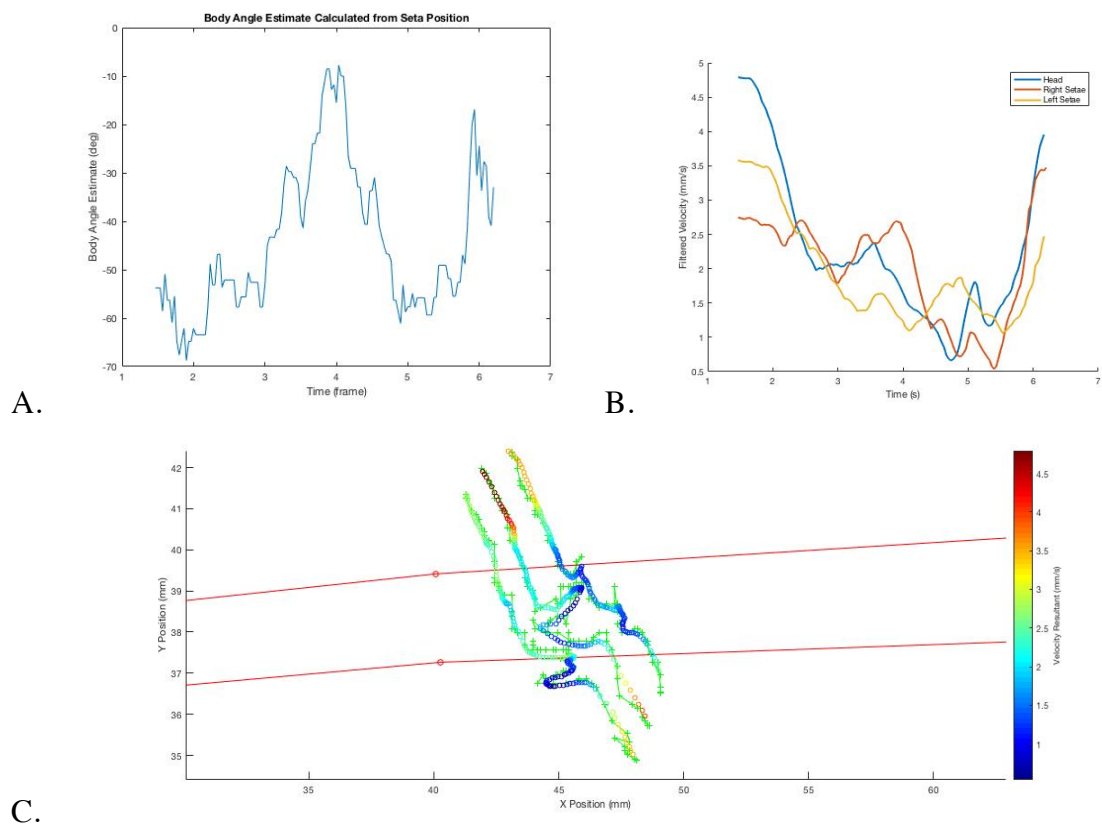 Body Angle Estimate Calculated from Seta Position
0
-10
-20
-30
-40
-50
-60
-70
Body Angle Estimate (deg)
1 2 3 4 5 6 7
Time (frame)
A.
5
4.5
4
3.5
3
2.5
2
1.5
1
0.5
Filtered Velocity (mm/s)
Head
Right Setae
Left Setae
1 2 3 4 5 6 7
Time (s)
B.
42
41
40
39
38
37
36
35
Y Position (mm)
35 40 45 50 55 60
X Position (mm)
4.5
4
3.5
3
2.5
2
1.5
1
Velocity Resultant (mm/s)
C.